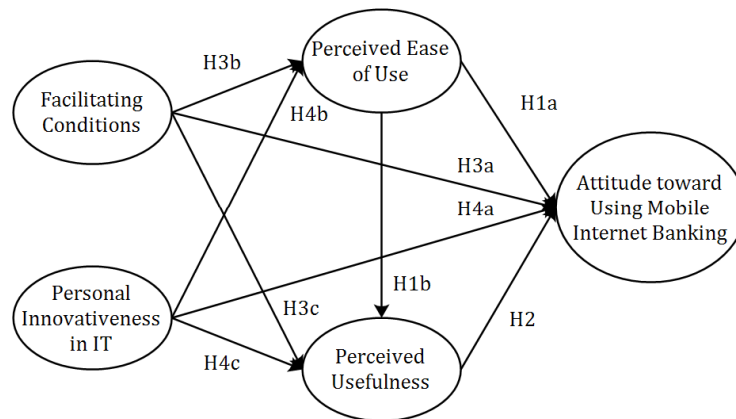 Perceived Ease
of Use
H3b
H1a
Facilitating
Conditions
H4b
H3a
Attitude toward
Using Mobile
Internet Banking
H4a
H1b
Personal
Innovativeness
in IT
H3c
H2
H4c
Perceived
Usefulness